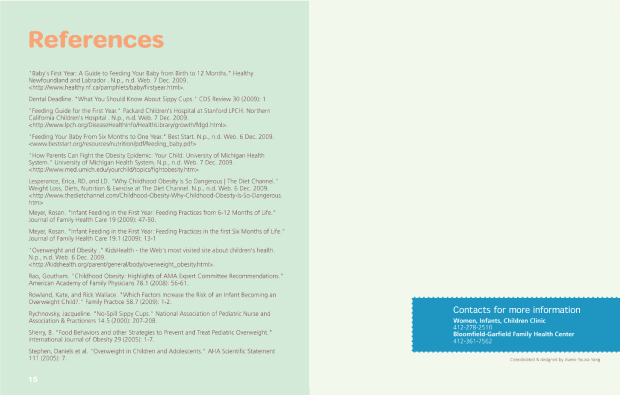 References
"Baby's First Year: A Guide to Feeding Your Baby from Birth to 12 Months." Healthy
Newfoundland and Labrador . N.p., n.d. Web. 7 Dec. 2009.
<http://www.healthy.nf.ca/pamphlets/baby/firstyear.html>.
Dental Deadline. "What You Should Know About Sippy Cups." CDS Review 30 (2009): 1
"Feeding Guide for the First Year." Packard Children's Hospital at Stanford LPCH. Northern
California Children's Hospital . N.p., n.d. Web. 7 Dec. 2009.
<http://www.lpch.org/DiseaseHealthInfo/HealthLibrary/growth/fdgd.html>.
"Feeding Your Baby From Six Months to One Year." Best Start. N.p., n.d. Web. 6 Dec. 2009.
<www.beststart.org/resources/nutrition/pdf/feeding_baby.pdf>
"How Parents Can Fight the Obesity Epidemic: Your Child: University of Michigan Health
System." University of Michigan Health System. N.p., n.d. Web. 7 Dec. 2009.
<http://www.med.umich.edu/yourchild/topics/fightobesity.htm>
Lesperance, Erica, RD, and LD. "Why Childhood Obesity Is So Dangerous | The Diet Channel."
Weight Loss, Diets, Nutrition & Exercise at The Diet Channel. N.p., n.d. Web. 6 Dec. 2009.
<http://www.thedietchannel.com/Childhood-Obesity-Why-Childhood-Obesity-Is-So-Dangerous.
htm>
Meyer, Rosan. "Infant Feeding in the First Year: Feeding Practices from 6-12 Months of Life."
Journal of Family Health Care 19 (2009): 47-50.
Meyer, Rosan. "Infant Feeding in the First Year: Feeding Practices in the first Six Months of Life."
Journal of Family Health Care 19.1 (2009): 13-1
"Overweight and Obesity ." KidsHealth - the Web's most visited site about children's health.
N.p., n.d. Web. 6 Dec. 2009.
<http://kidshealth.org/parent/general/body/overweight_obesity.html>.
Rao, Goutham. "Childhood Obesity: Highlights of AMA Expert Committee Recommendations."
American Academy of Family Physicians 78.1 (2008): 56-61.
Rowland, Kate, and Rick Wallace. "Which Factors Increase the Risk of an Infant Becoming an
Overweight Child?." Family Practice 58.7 (2009): 1-2.
Rychnovsky, Jacqueline. "No-Spill Sippy Cups." National Association of Pediatric Nurse and
Association & Practitioners 14.5 (2000): 207-208.
Sherry, B. "Food Behaviors and other Strategies to Prevent and Treat Pediatric Overweight."
International Journal of Obesity 29 (2005): 1-7.
Stephen, Daniels et al. "Overweight in Children and Adolescents." AHA Scientific Statement
111 (2005): 7.
15
Contacts for more information
Women, Infants, Children Clinic
412-278-2510
Bloomfield-Garfield Family Health Center
412-361-7562